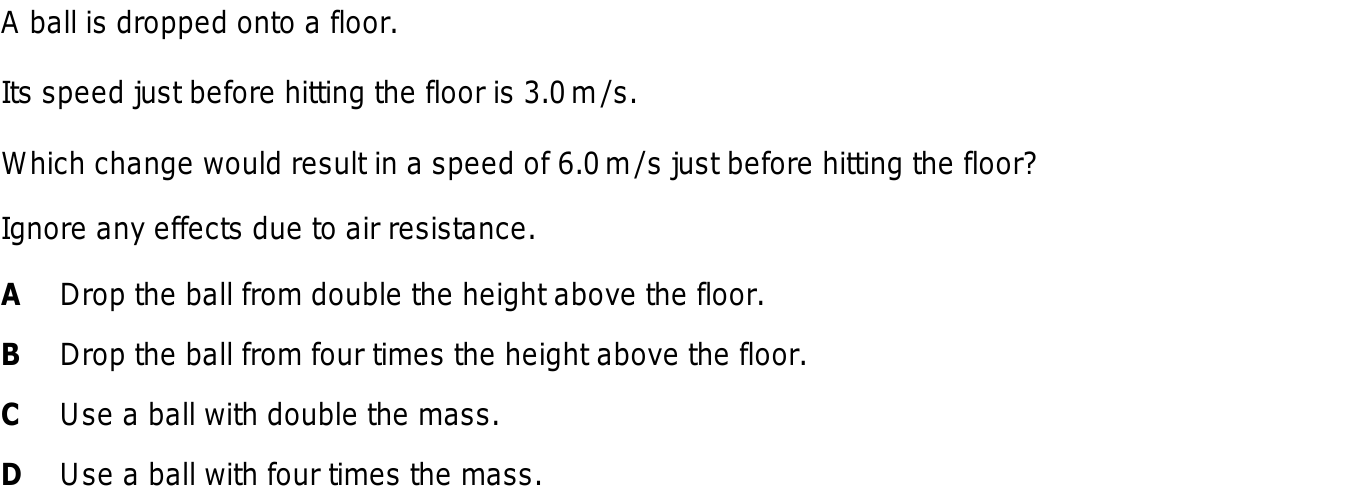 A ball is dropped onto a floor.
Its speed just before hitting the floor is 3.0 m/s.
Which change would result in a speed of 6.0 m/s just before hitting the floor?
Ignore any effects due to air resistance.
A Drop the ball from double the height above the floor.
B Drop the ball from four times the height above the floor.
C Use a ball with double the mass.
D Use a ball with four times the mass.